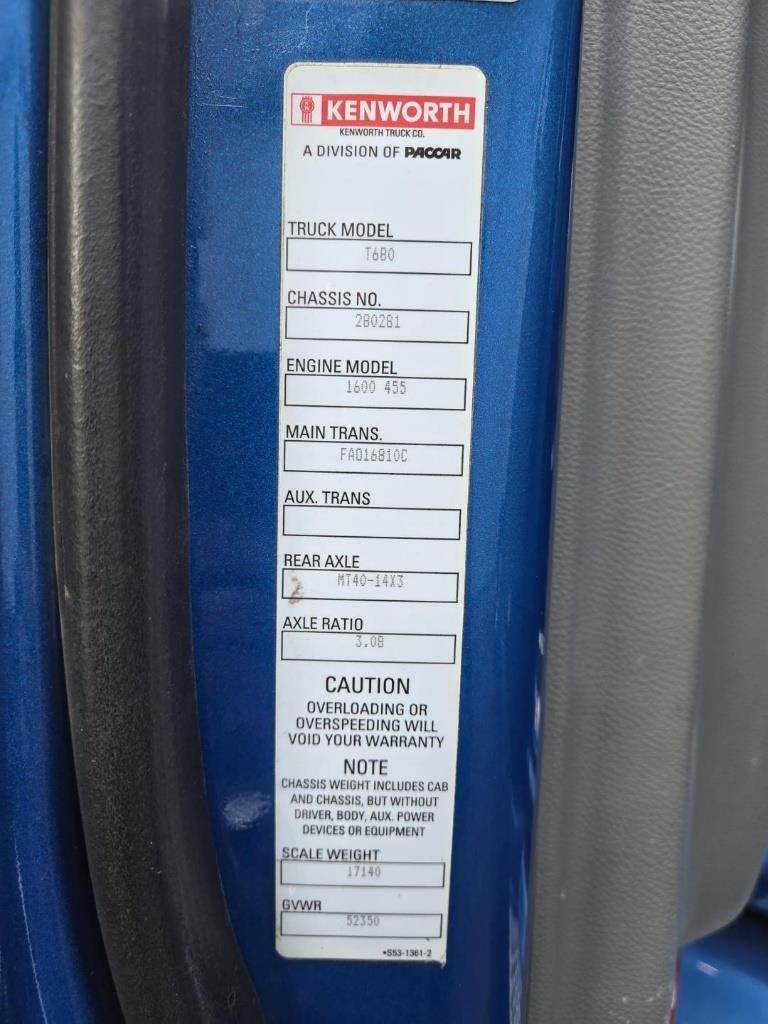 KENWORTH
KENWORTH TRUCK CO.
A DIVISION OF PACCAR
TRUCK MODEL
T680
CHASSIS NO.
280281
ENGINE MODEL
1600 455
MAIN TRANS.
FAO16810C
AUX. TRANS
REAR AXLE
MT40-14X3
AXLE RATIO
3.08
CAUTION
OVERLOADING OR
OVERSPEEDING WILL
VOID YOUR WARRANTY
NOTE
CHASSIS WEIGHT INCLUDES CAB
AND CHASSIS, BUT WITHOUT
DRIVER, BODY, AUX. POWER
DEVICES OR EQUIPMENT
SCALE WEIGHT
17140
GVWR
52350
*S53-1361-2